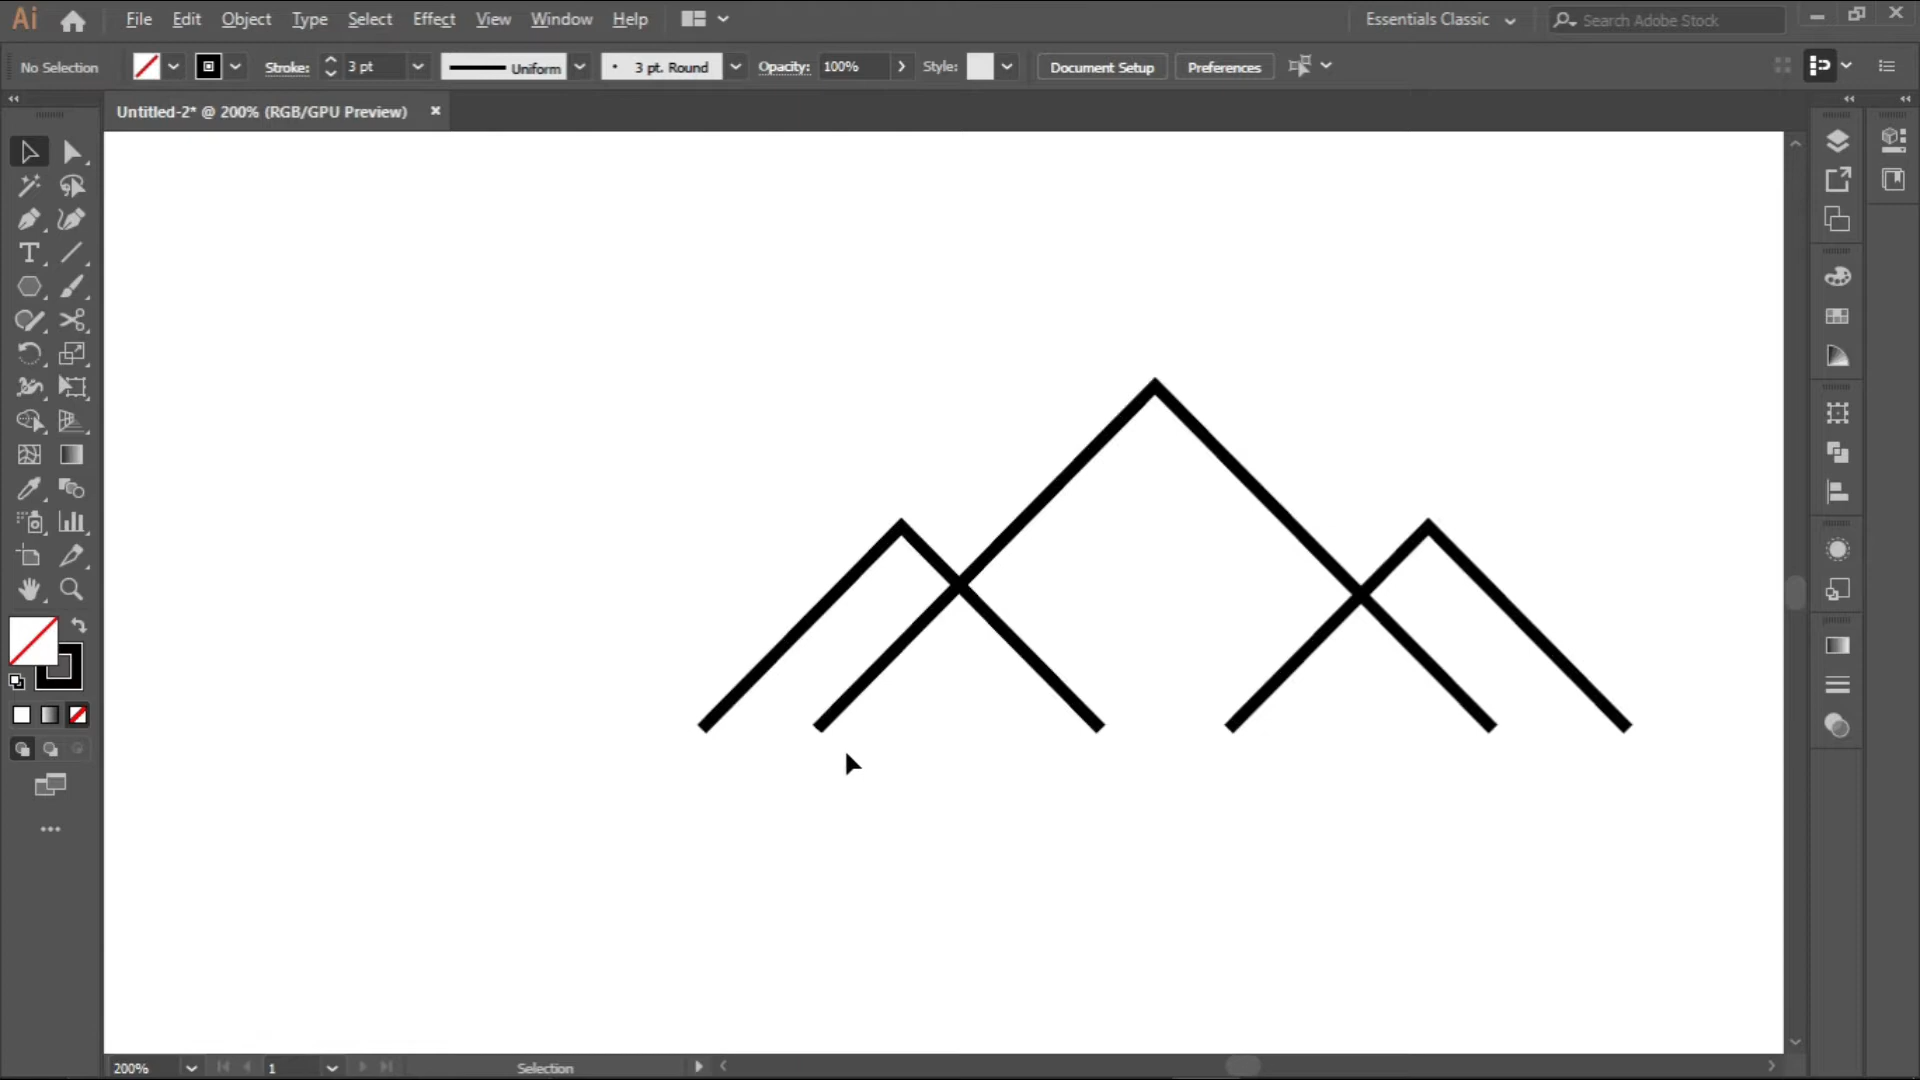 Ai File Edit Object Type Select Effect View Window Help Essentials Classic Search Adobe Stock
No Selection Stroke: 3 pt Uniform 3 pt. Round Opacity: 100% Style: Document Setup Preferences
Untitled-2* @ 200% (RGB/GPU Preview)
200% 1 Selection